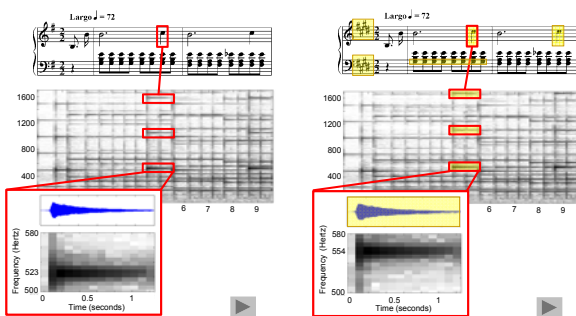 Largo ♩ = 72
1600
1200
800
400
6 7 8 9
580
523
500
Frequency (Hertz)
0 0.5 1
Time (seconds)
Largo ♩ = 72
1600
1200
800
400
6 7 8 9
580
554
500
Frequency (Hertz)
0 0.5 1
Time (seconds)